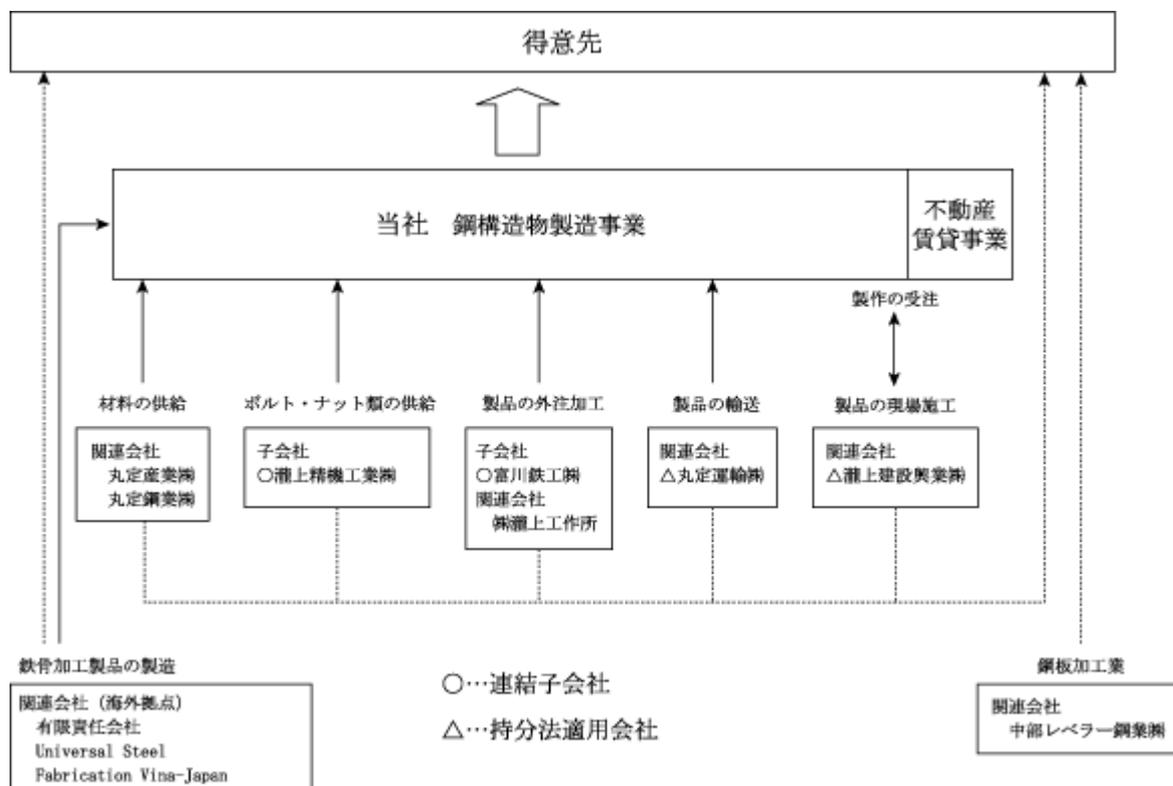 得意先
当社 鋼構造物製造事業
不動産
賃貸事業
製作の受注
材料の供給
ボルト・ナット類の供給
製品の外注加工
製品の輸送
製品の現場施工
関連会社
丸定産業㈱
丸定鋼業㈱
子会社
○瀧上精機工業㈱
子会社
○富川鉄工㈱
関連会社
㈱瀧上工作所
関連会社
△丸定運輸㈱
関連会社
△瀧上建設興業㈱
鉄骨加工製品の製造
関連会社(海外拠点)
有限責任会社
Universal Steel
Fabrication Vina-Japan
○…連結子会社
△…持分法適用会社
鋼板加工業
関連会社
中部レベラー鋼業㈱